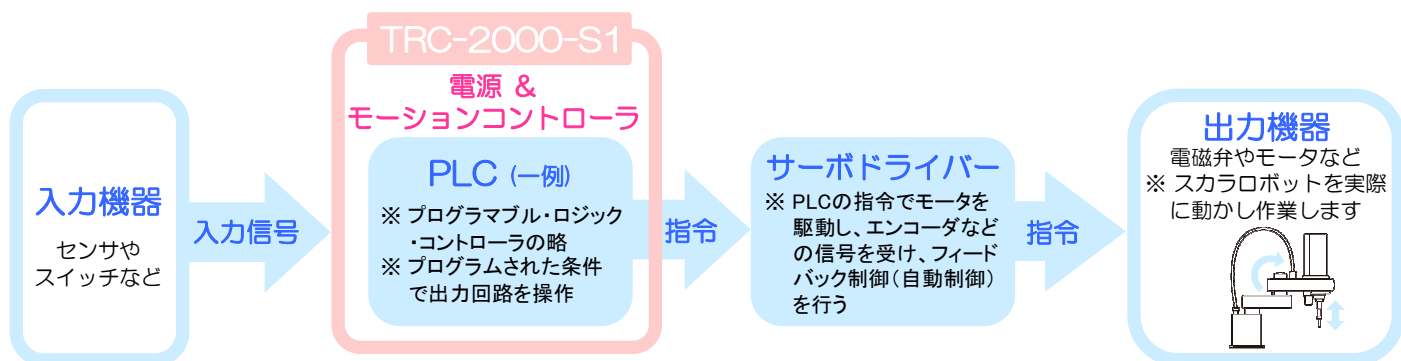 入力機器
センサや
スイッチなど
入力信号
TRC-2000-S1
電源 &
モーションコントローラ
PLC (一例)
※ プログラマブル・ロジック
・コントローラの略
※ プログラムされた条件
で出力回路を操作
指令
サーボドライバー
※ PLCの指令でモータを
駆動し、エンコーダなど
の信号を受け、フィード
バック制御(自動制御)
を行う
指令
出力機器
電磁弁やモータなど
※ スカラロボットを実際
に動かし作業します